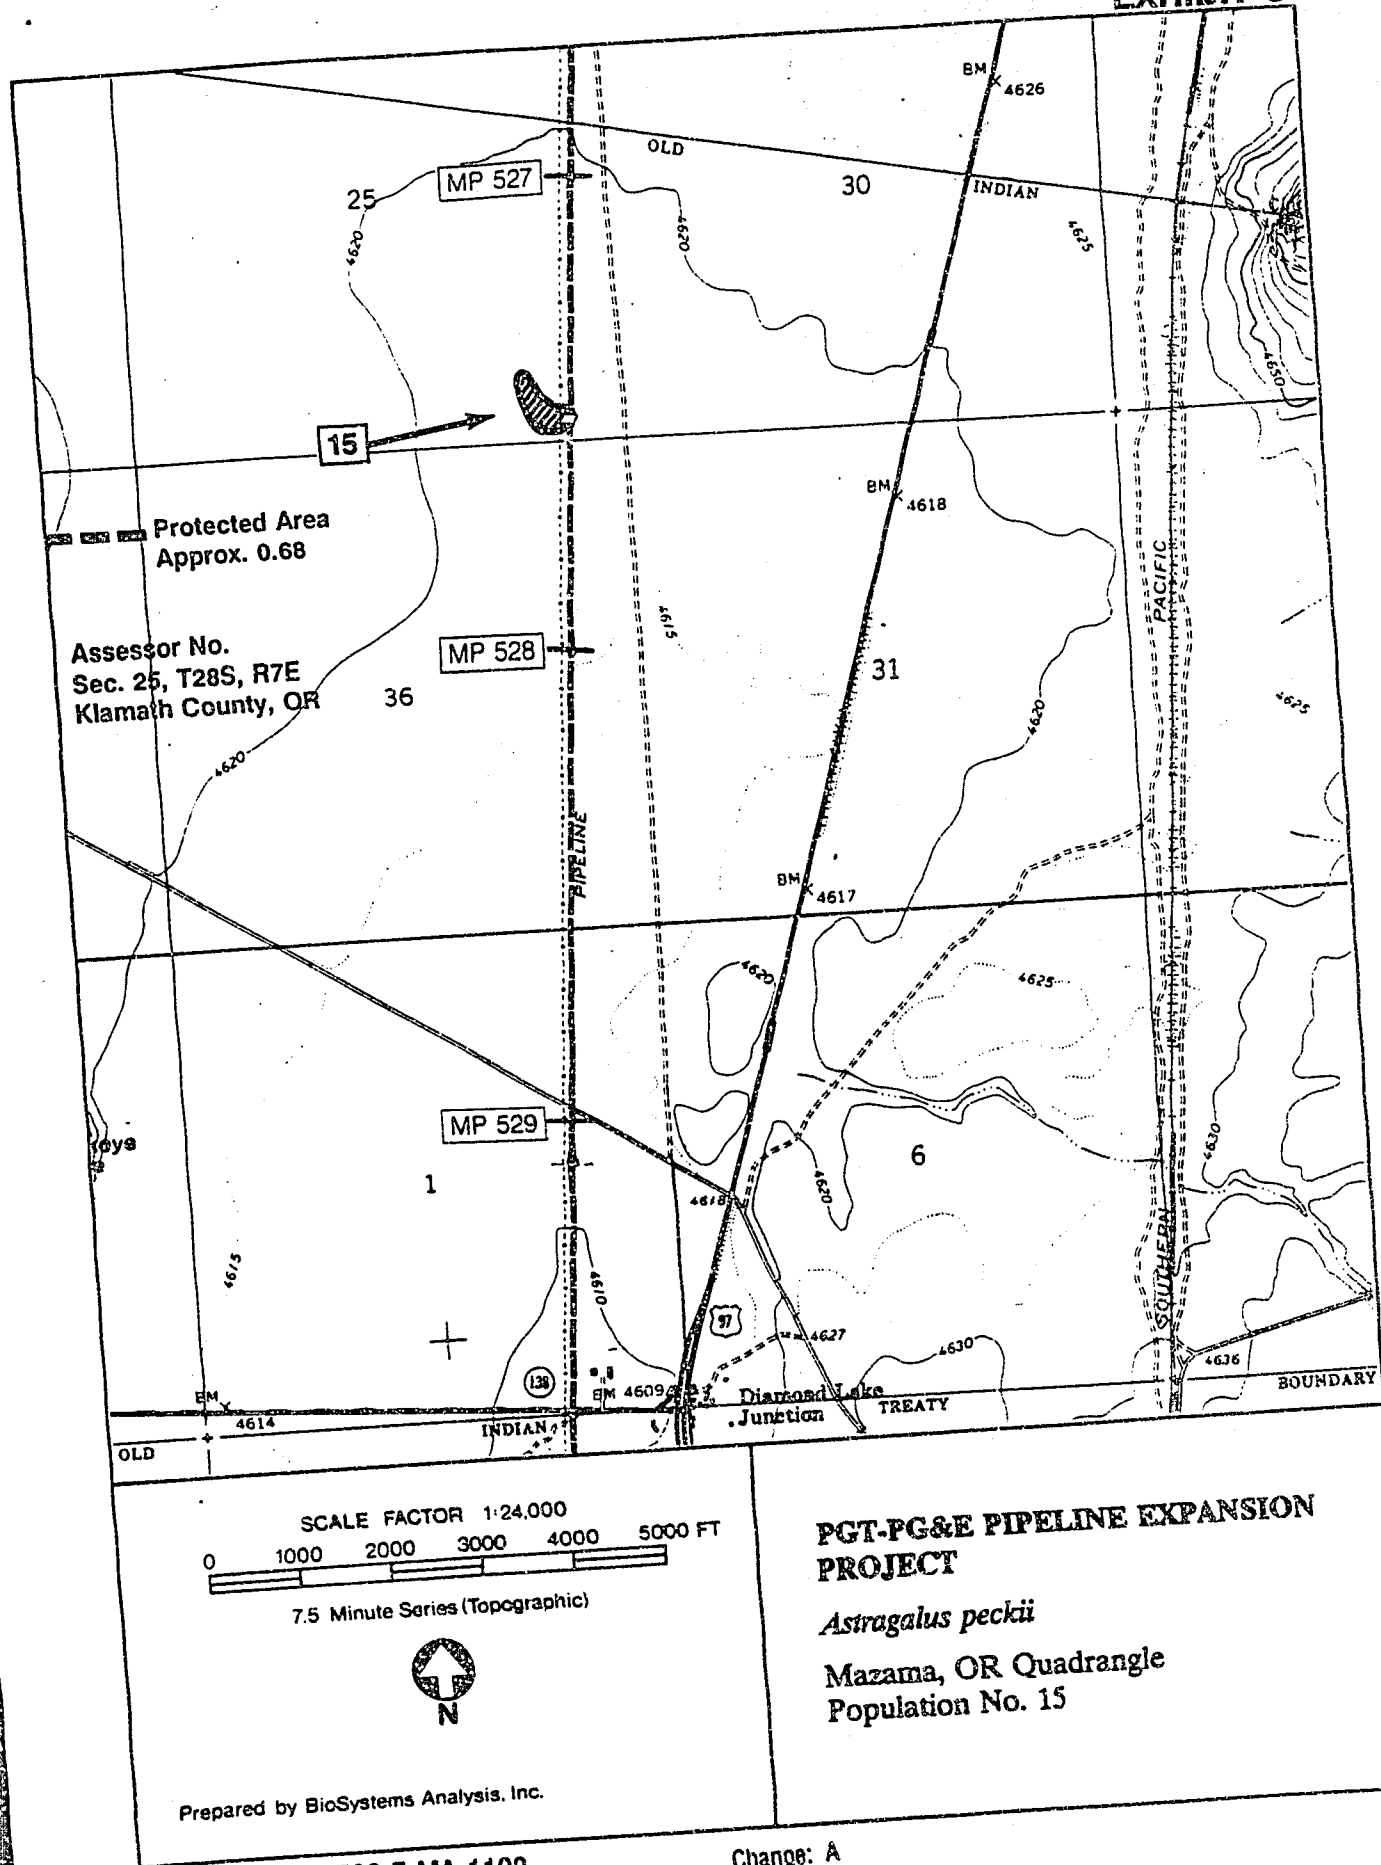 BM
4626
OLD
MP 527
25
30
INDIAN
4620
4620
4625
4650
15
BM
4618
Protected Area
Approx. 0.68
PACIFIC
4615
Assessor No.
Sec. 25, T28S, R7E
Klamath County, OR
MP 528
36
31
4620
4625
4620
PIPELINE
BM
4617
4620
4625
MP 529
6
4630
1
4618
4620
SOUTHERN
4615
4610
97
4627
4630
4636
138
BM 4609
Diamond Lake
Junction
BM
4614
INDIAN
TREATY
BOUNDARY
OLD
SCALE FACTOR 1:24,000
0 1000 2000 3000 4000 5000 FT
7.5 Minute Series (Topographic)
N
Prepared by BioSystems Analysis, Inc.
PGT-PG&E PIPELINE EXPANSION
PROJECT
Astragalus peckii
Mazama, OR Quadrangle
Population No. 15
Change: A